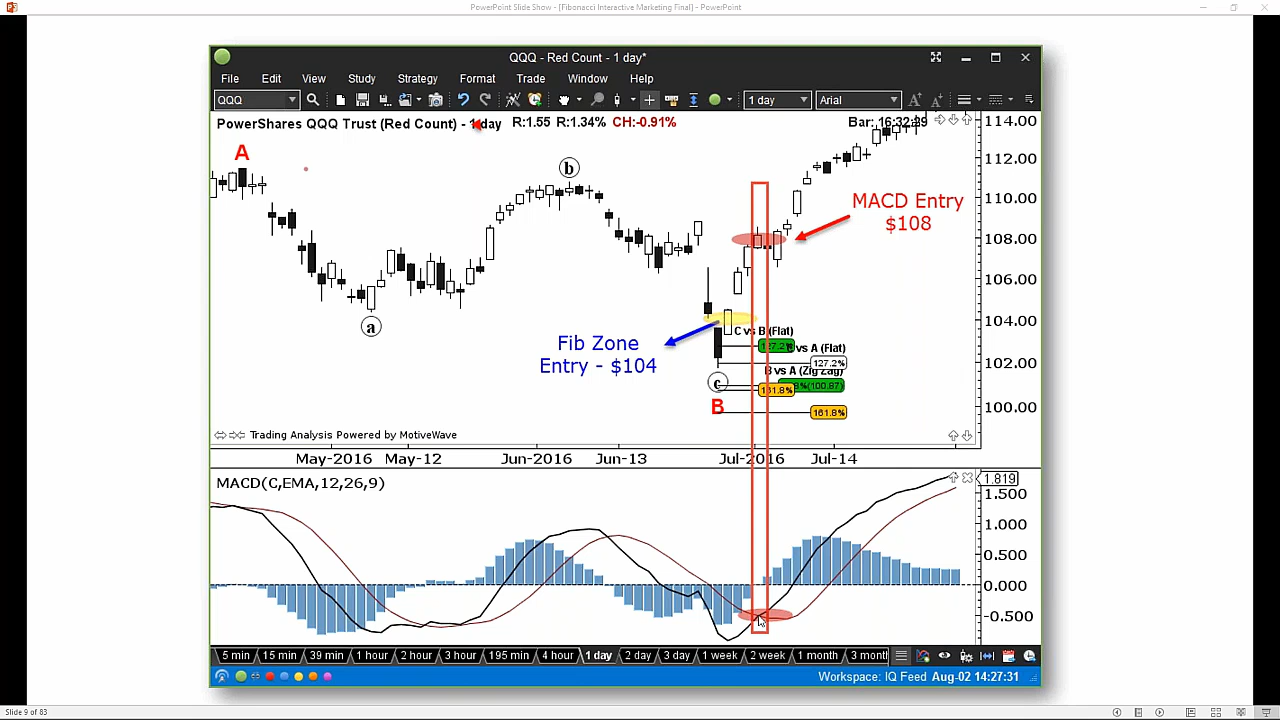 PowerPoint Slide Show - [Fibonacci Interactive Marketing Final] - PowerPoint
QQQ - Red Count - 1 day*
File Edit View Study Strategy Format Trade Window Help
QQQ 1 day Arial
PowerShares QQQ Trust (Red Count) - 1 day R:1.55 R:1.34% CH:-0.91% Bar: 16:32:29
114.00
A
b
112.00
110.00
MACD Entry
$108
108.00
106.00
a
104.00
C vs B (Flat)
Fib Zone
Entry - $104
127.2%
vs A (Flat)
127.2%
102.00
B vs A (Zig Zag)
c
161.8%
8%(100.87)
B
161.8%
100.00
Trading Analysis Powered by MotiveWave
May-2016 May-12 Jun-2016 Jun-13 Jul-2016 Jul-14
MACD(C,EMA,12,26,9)
1.819
1.500
1.000
0.500
0.000
-0.500
5 min 15 min 39 min 1 hour 2 hour 3 hour 195 min 4 hour 1 day 2 day 3 day 1 week 2 week 1 month 3 month
Workspace: IQ Feed Aug-02 14:27:31
Slide 9 of 83